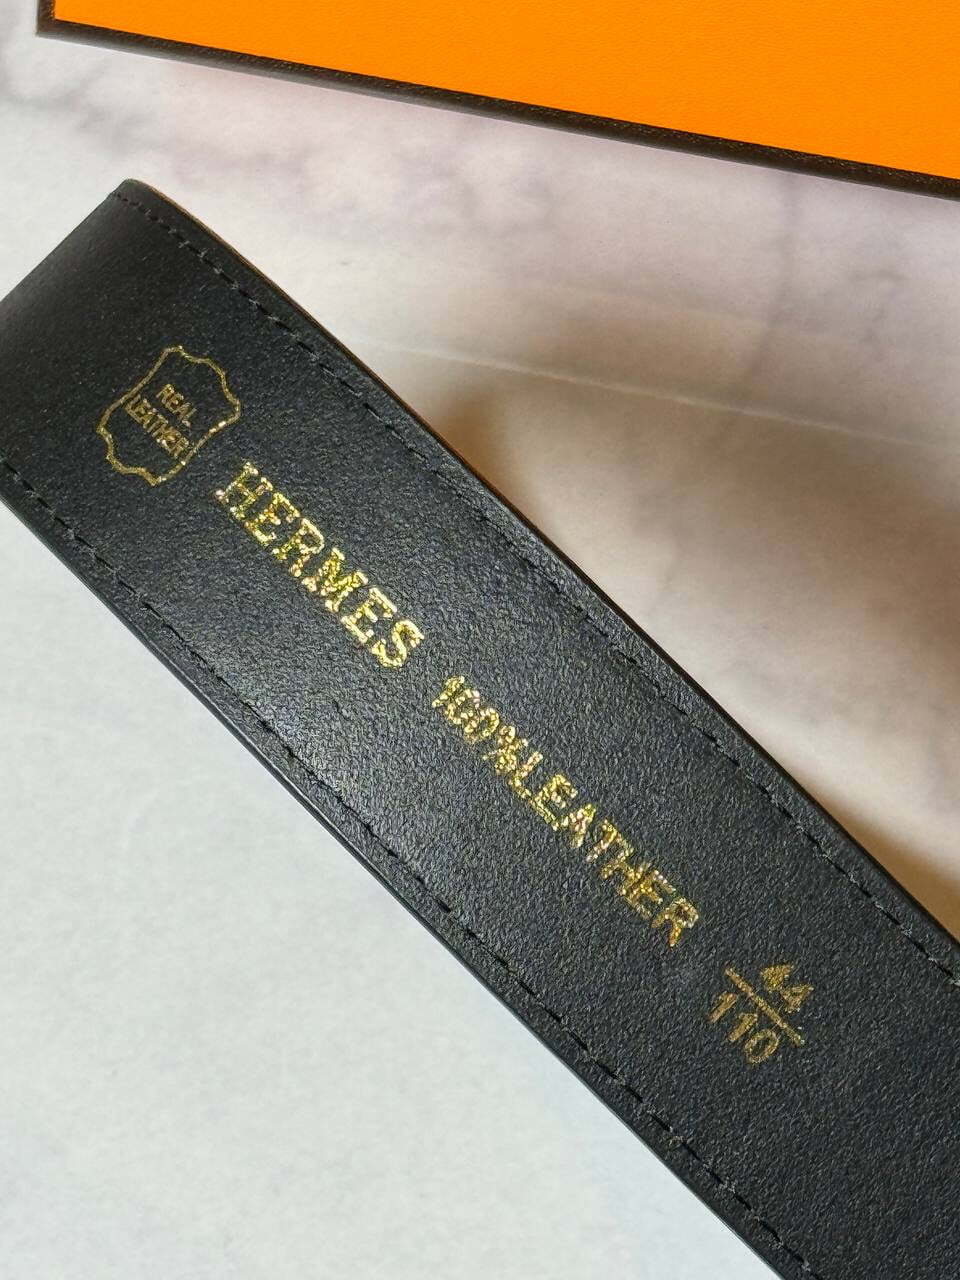 REAL
LEATHER
HERMES
100%LEATHER
44
110